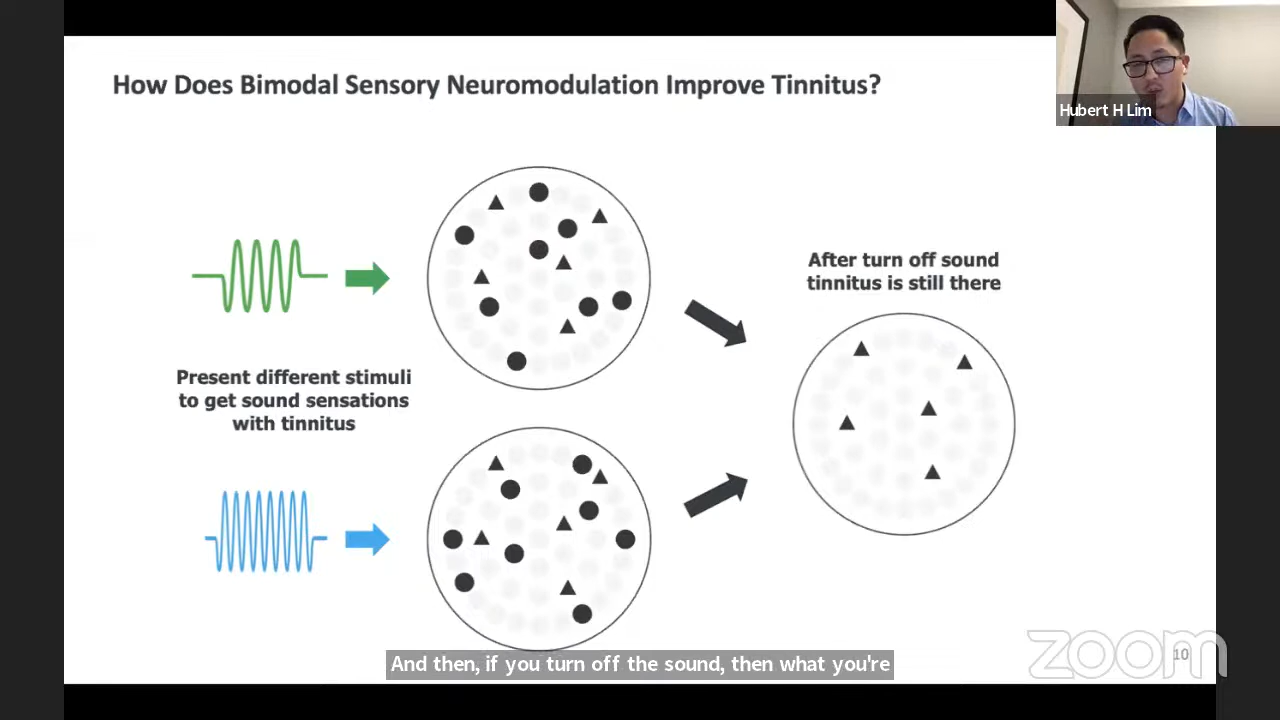 How Does Bimodal Sensory Neuromodulation Improve Tinnitus?
Hubert H Lim
After turn off sound
tinnitus is still there
Present different stimuli
to get sound sensations
with tinnitus
And then, if you turn off the sound, then what you're
zoom
10